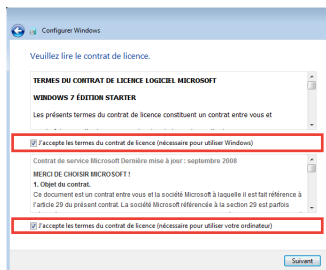 Configurer Windows
Veuillez lire le contrat de licence.
TERMES DU CONTRAT DE LICENCE LOGICIEL MICROSOFT
WINDOWS 7 ÉDITION STARTER
Les présents termes du contrat de licence constituent un contrat entre vous et
J'accepte les termes du contrat de licence (nécessaire pour utiliser Windows)
Contrat de service Microsoft Dernière mise à jour : septembre 2008
MERCI DE CHOISIR MICROSOFT !
1. Objet du contrat.
Ce document est un contrat entre vous et la société Microsoft à laquelle il est fait référence à
l'article 29 du présent contrat. La société Microsoft référencée à la section 29 est parfois
J'accepte les termes du contrat de licence (nécessaire pour utiliser votre ordinateur)
Suivant